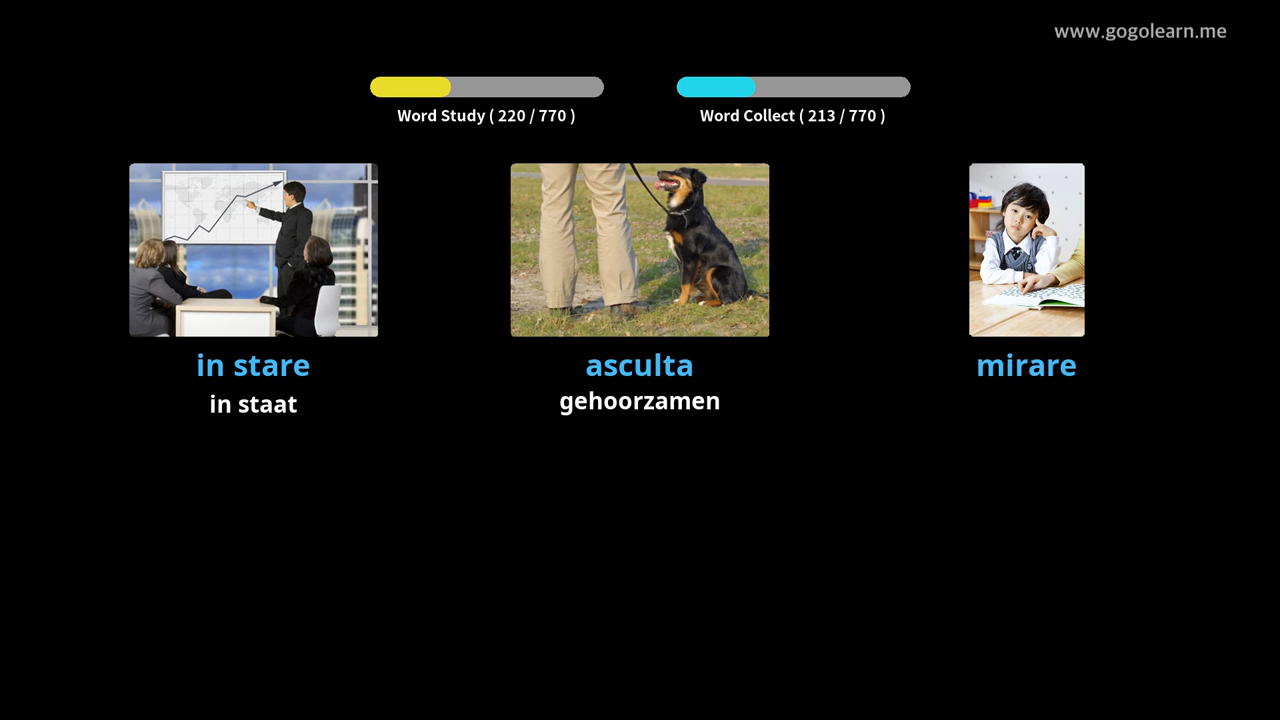 www.gogolearn.me
Word Study ( 220 / 770 )
Word Collect ( 213 / 770 )
in stare
in staat
asculta
gehoorzamen
mirare